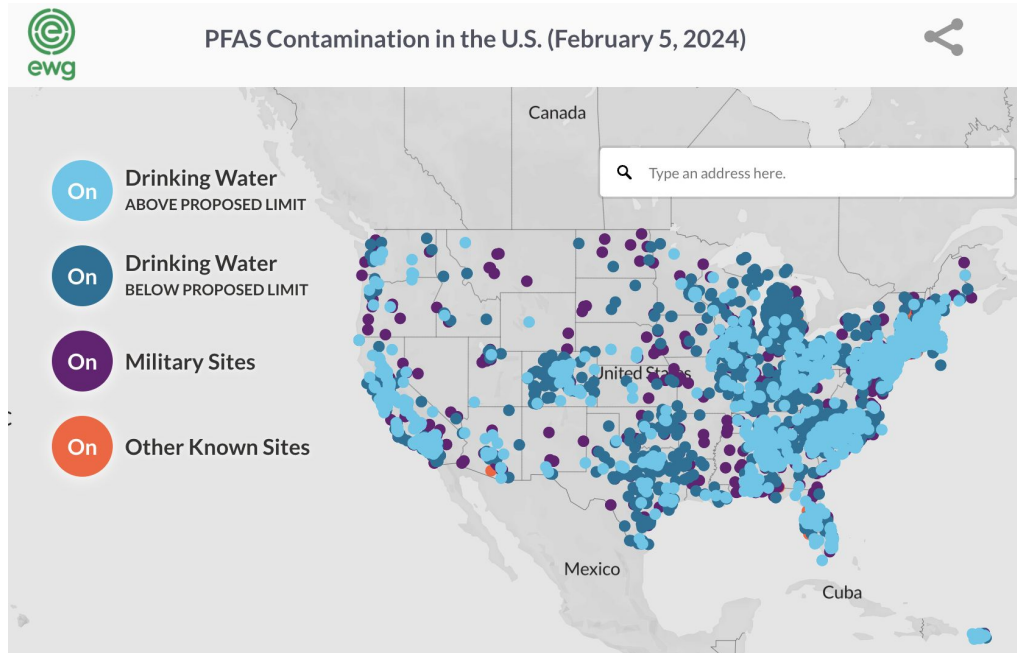 ewg
PFAS Contamination in the U.S. (February 5, 2024)
Canada
Type an address here.
On
Drinking Water
ABOVE PROPOSED LIMIT
On
Drinking Water
BELOW PROPOSED LIMIT
On
Military Sites
United States
On
Other Known Sites
Mexico
Cuba